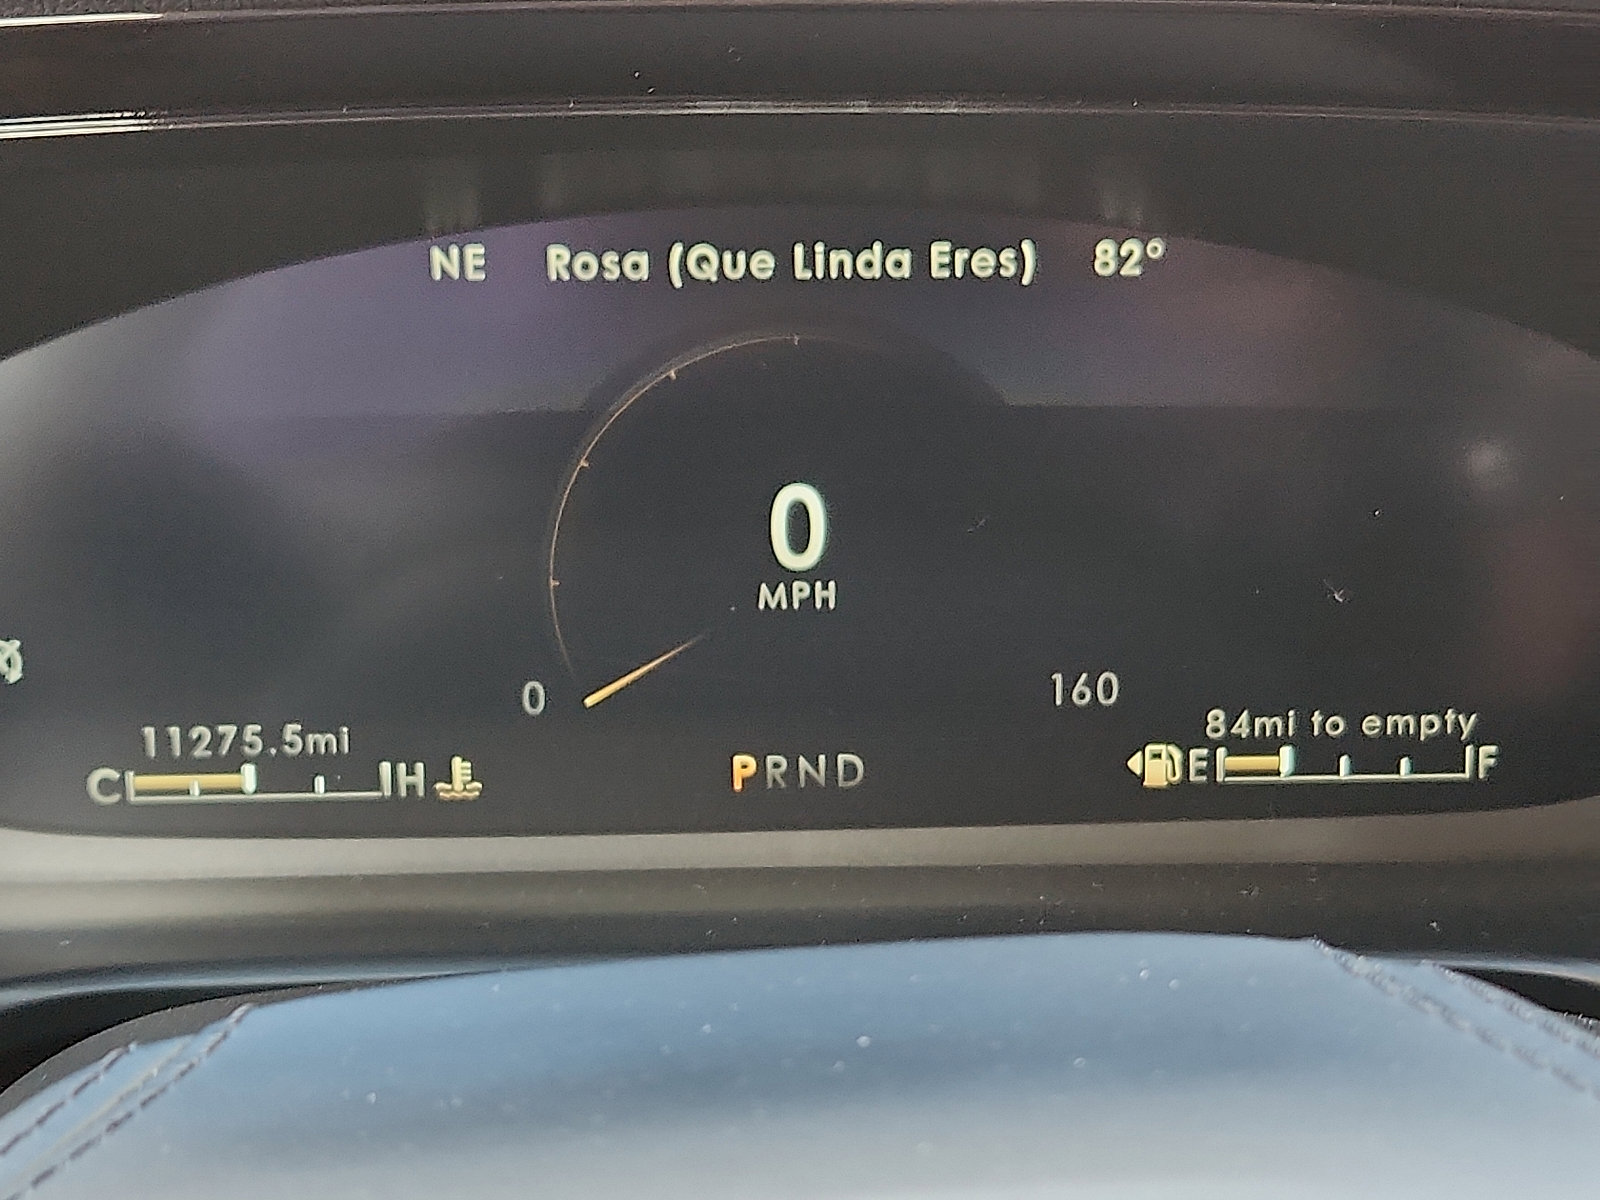 NE Rosa (Que Linda Eres) 82°
0
MPH
0 160
11275.5mi 84mi to empty
C H PRND E F